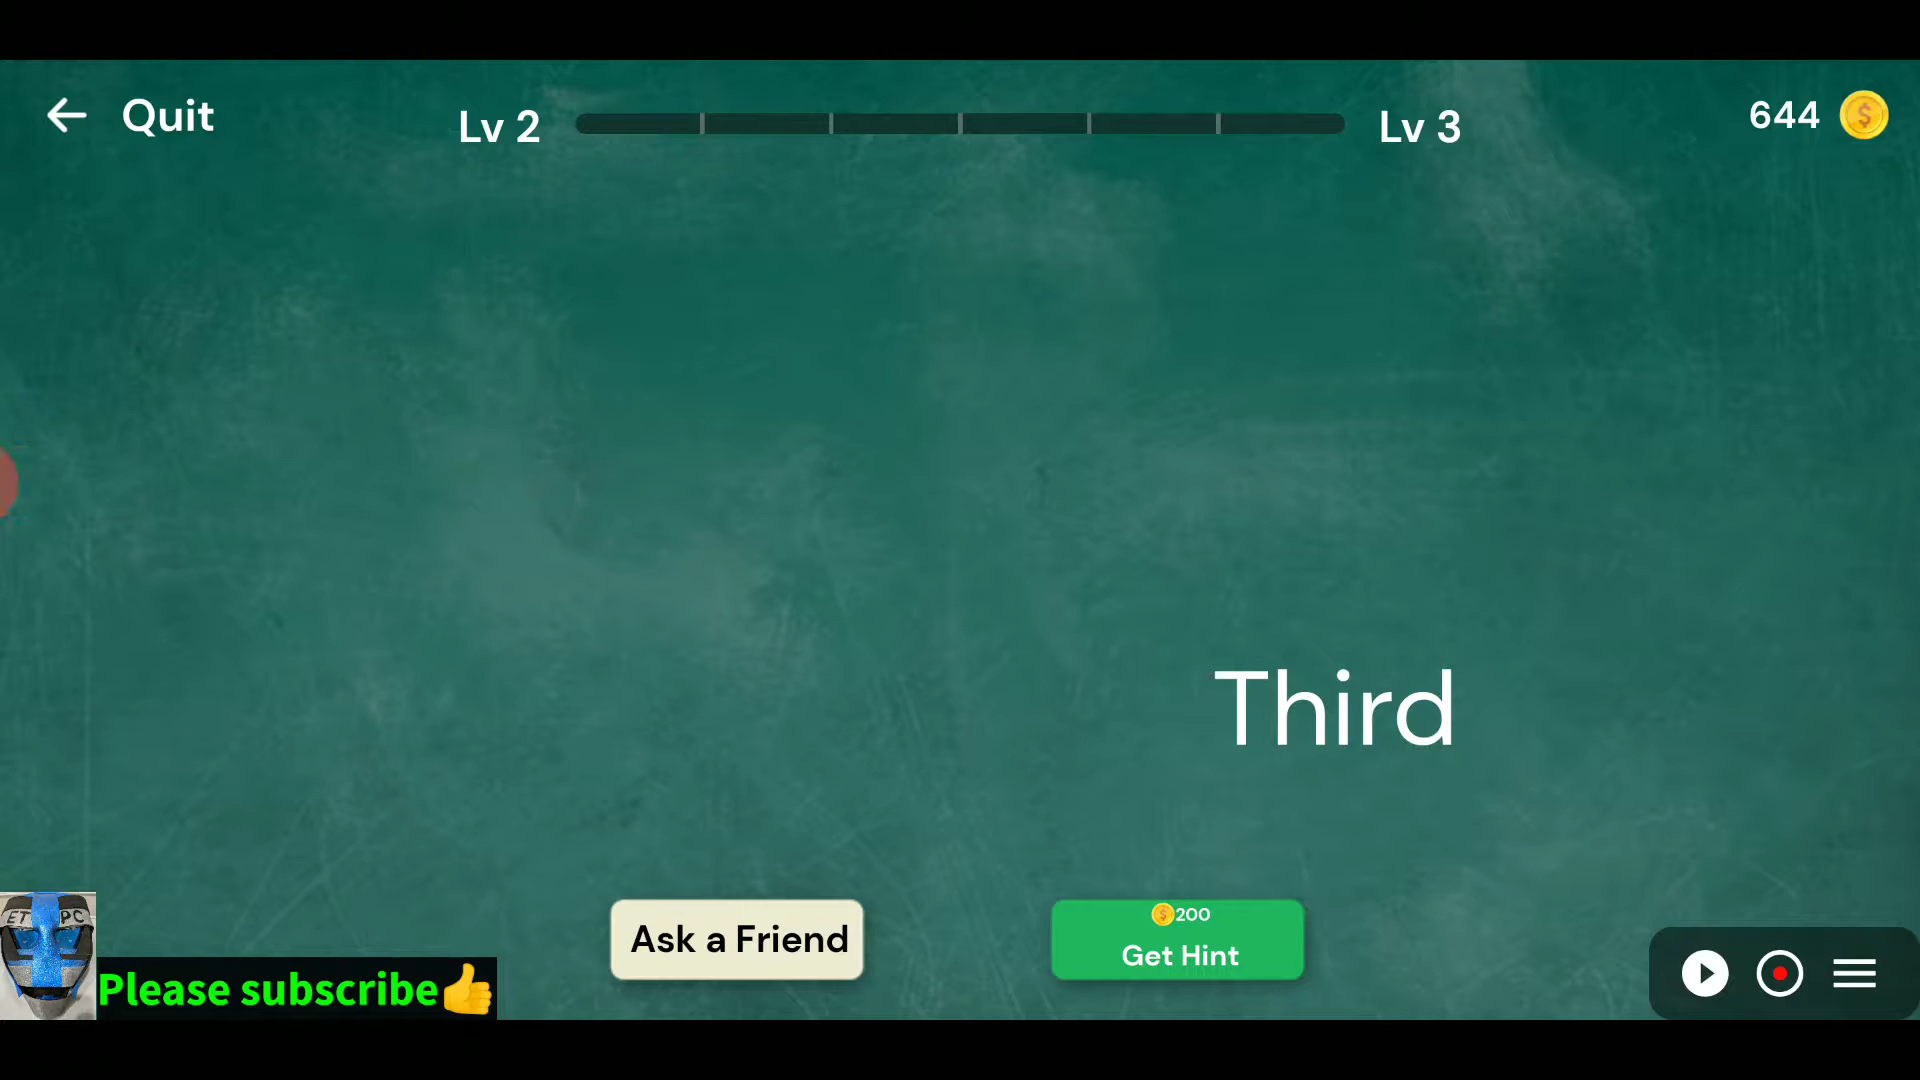 Quit
Lv 2
Lv 3
644
Third
Ask a Friend
200
Get Hint
ET PC
Please subscribe👍